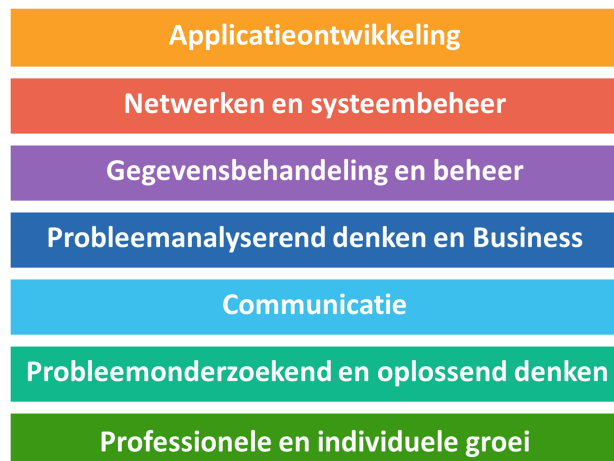 Applicatieontwikkeling
Netwerken en systeembeheer
Gegevensbehandeling en beheer
Probleemanalyserend denken en Business
Communicatie
Probleemonderzoekend en oplossend denken
Professionele en individuele groei